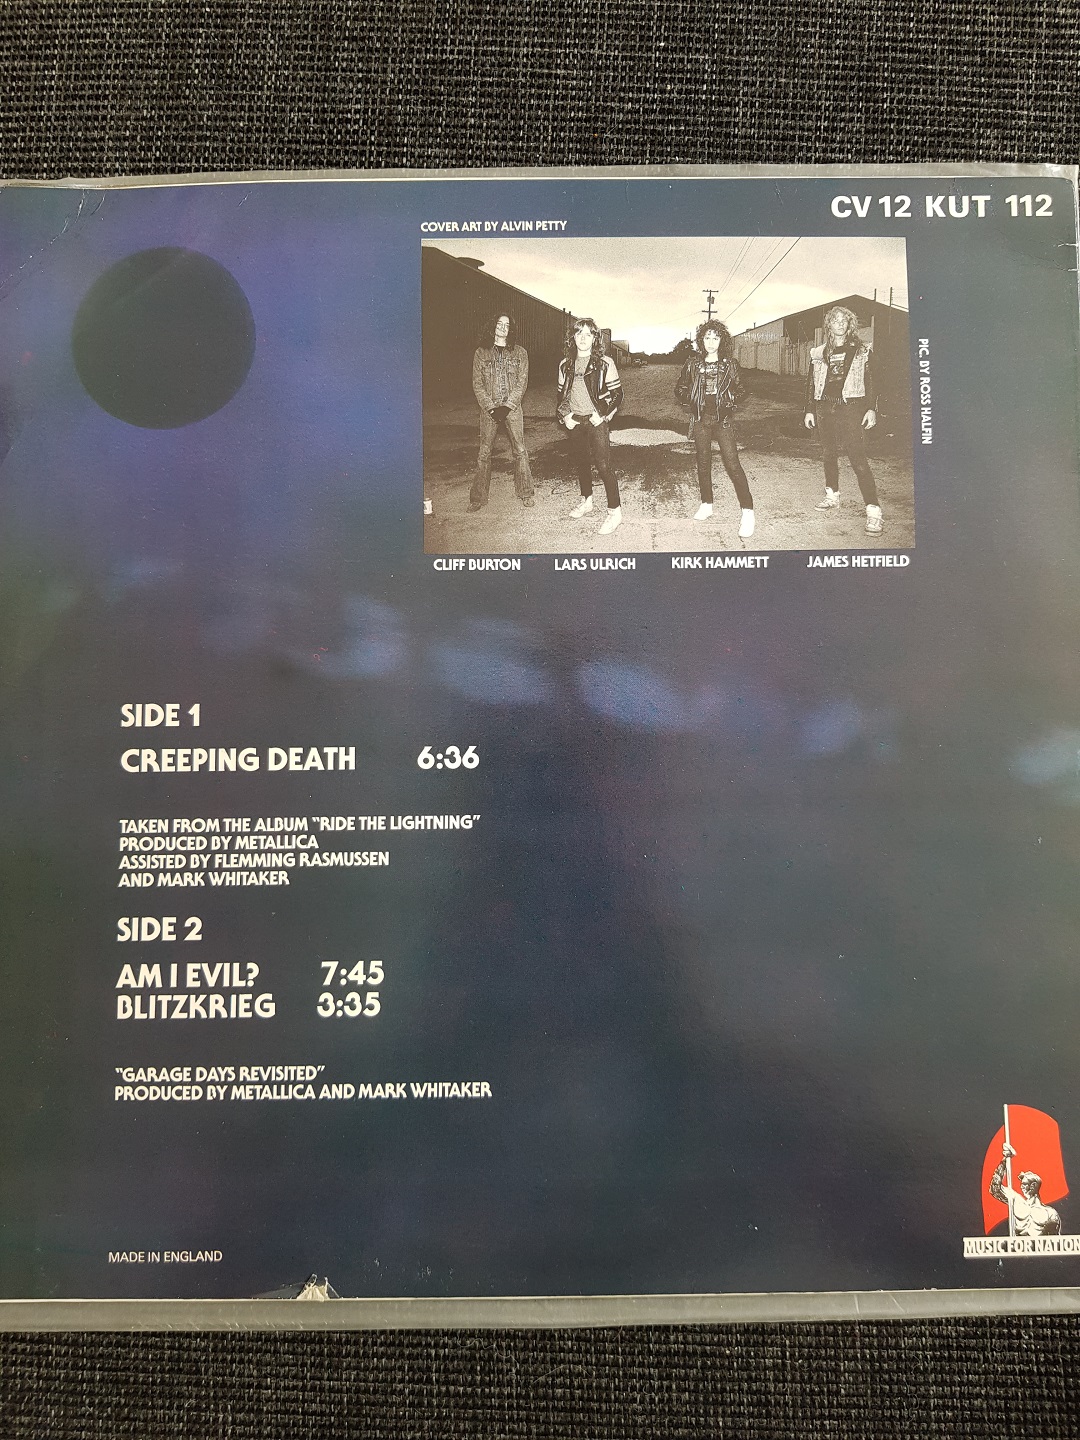 CV 12 KUT 112
COVER ART BY ALVIN PETTY
PIC. BY ROSS HALFIN
CLIFF BURTON LARS ULRICH KIRK HAMMETT JAMES HETFIELD
SIDE 1
CREEPING DEATH 6:36
TAKEN FROM THE ALBUM "RIDE THE LIGHTNING"
PRODUCED BY METALLICA
ASSISTED BY FLEMMING RASMUSSEN
AND MARK WHITAKER
SIDE 2
AM I EVIL? 7:45
BLITZKRIEG 3:35
"GARAGE DAYS REVISITED"
PRODUCED BY METALLICA AND MARK WHITAKER
MUSIC FOR NATION
MADE IN ENGLAND